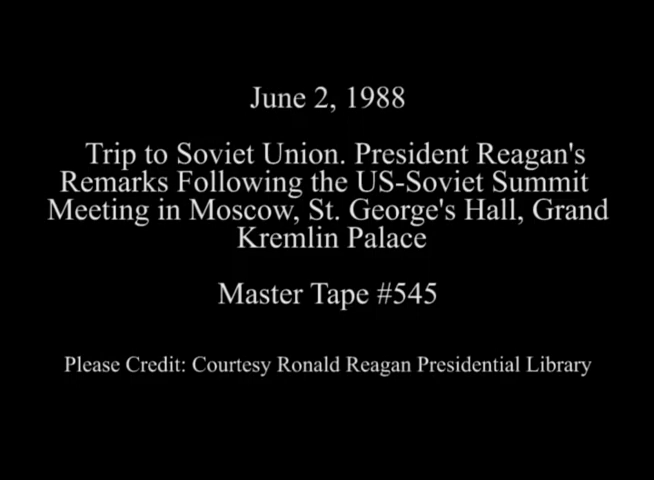 June 2, 1988
Trip to Soviet Union. President Reagan's
Remarks Following the US-Soviet Summit
Meeting in Moscow, St. George's Hall, Grand
Kremlin Palace
Master Tape #545
Please Credit: Courtesy Ronald Reagan Presidential Library